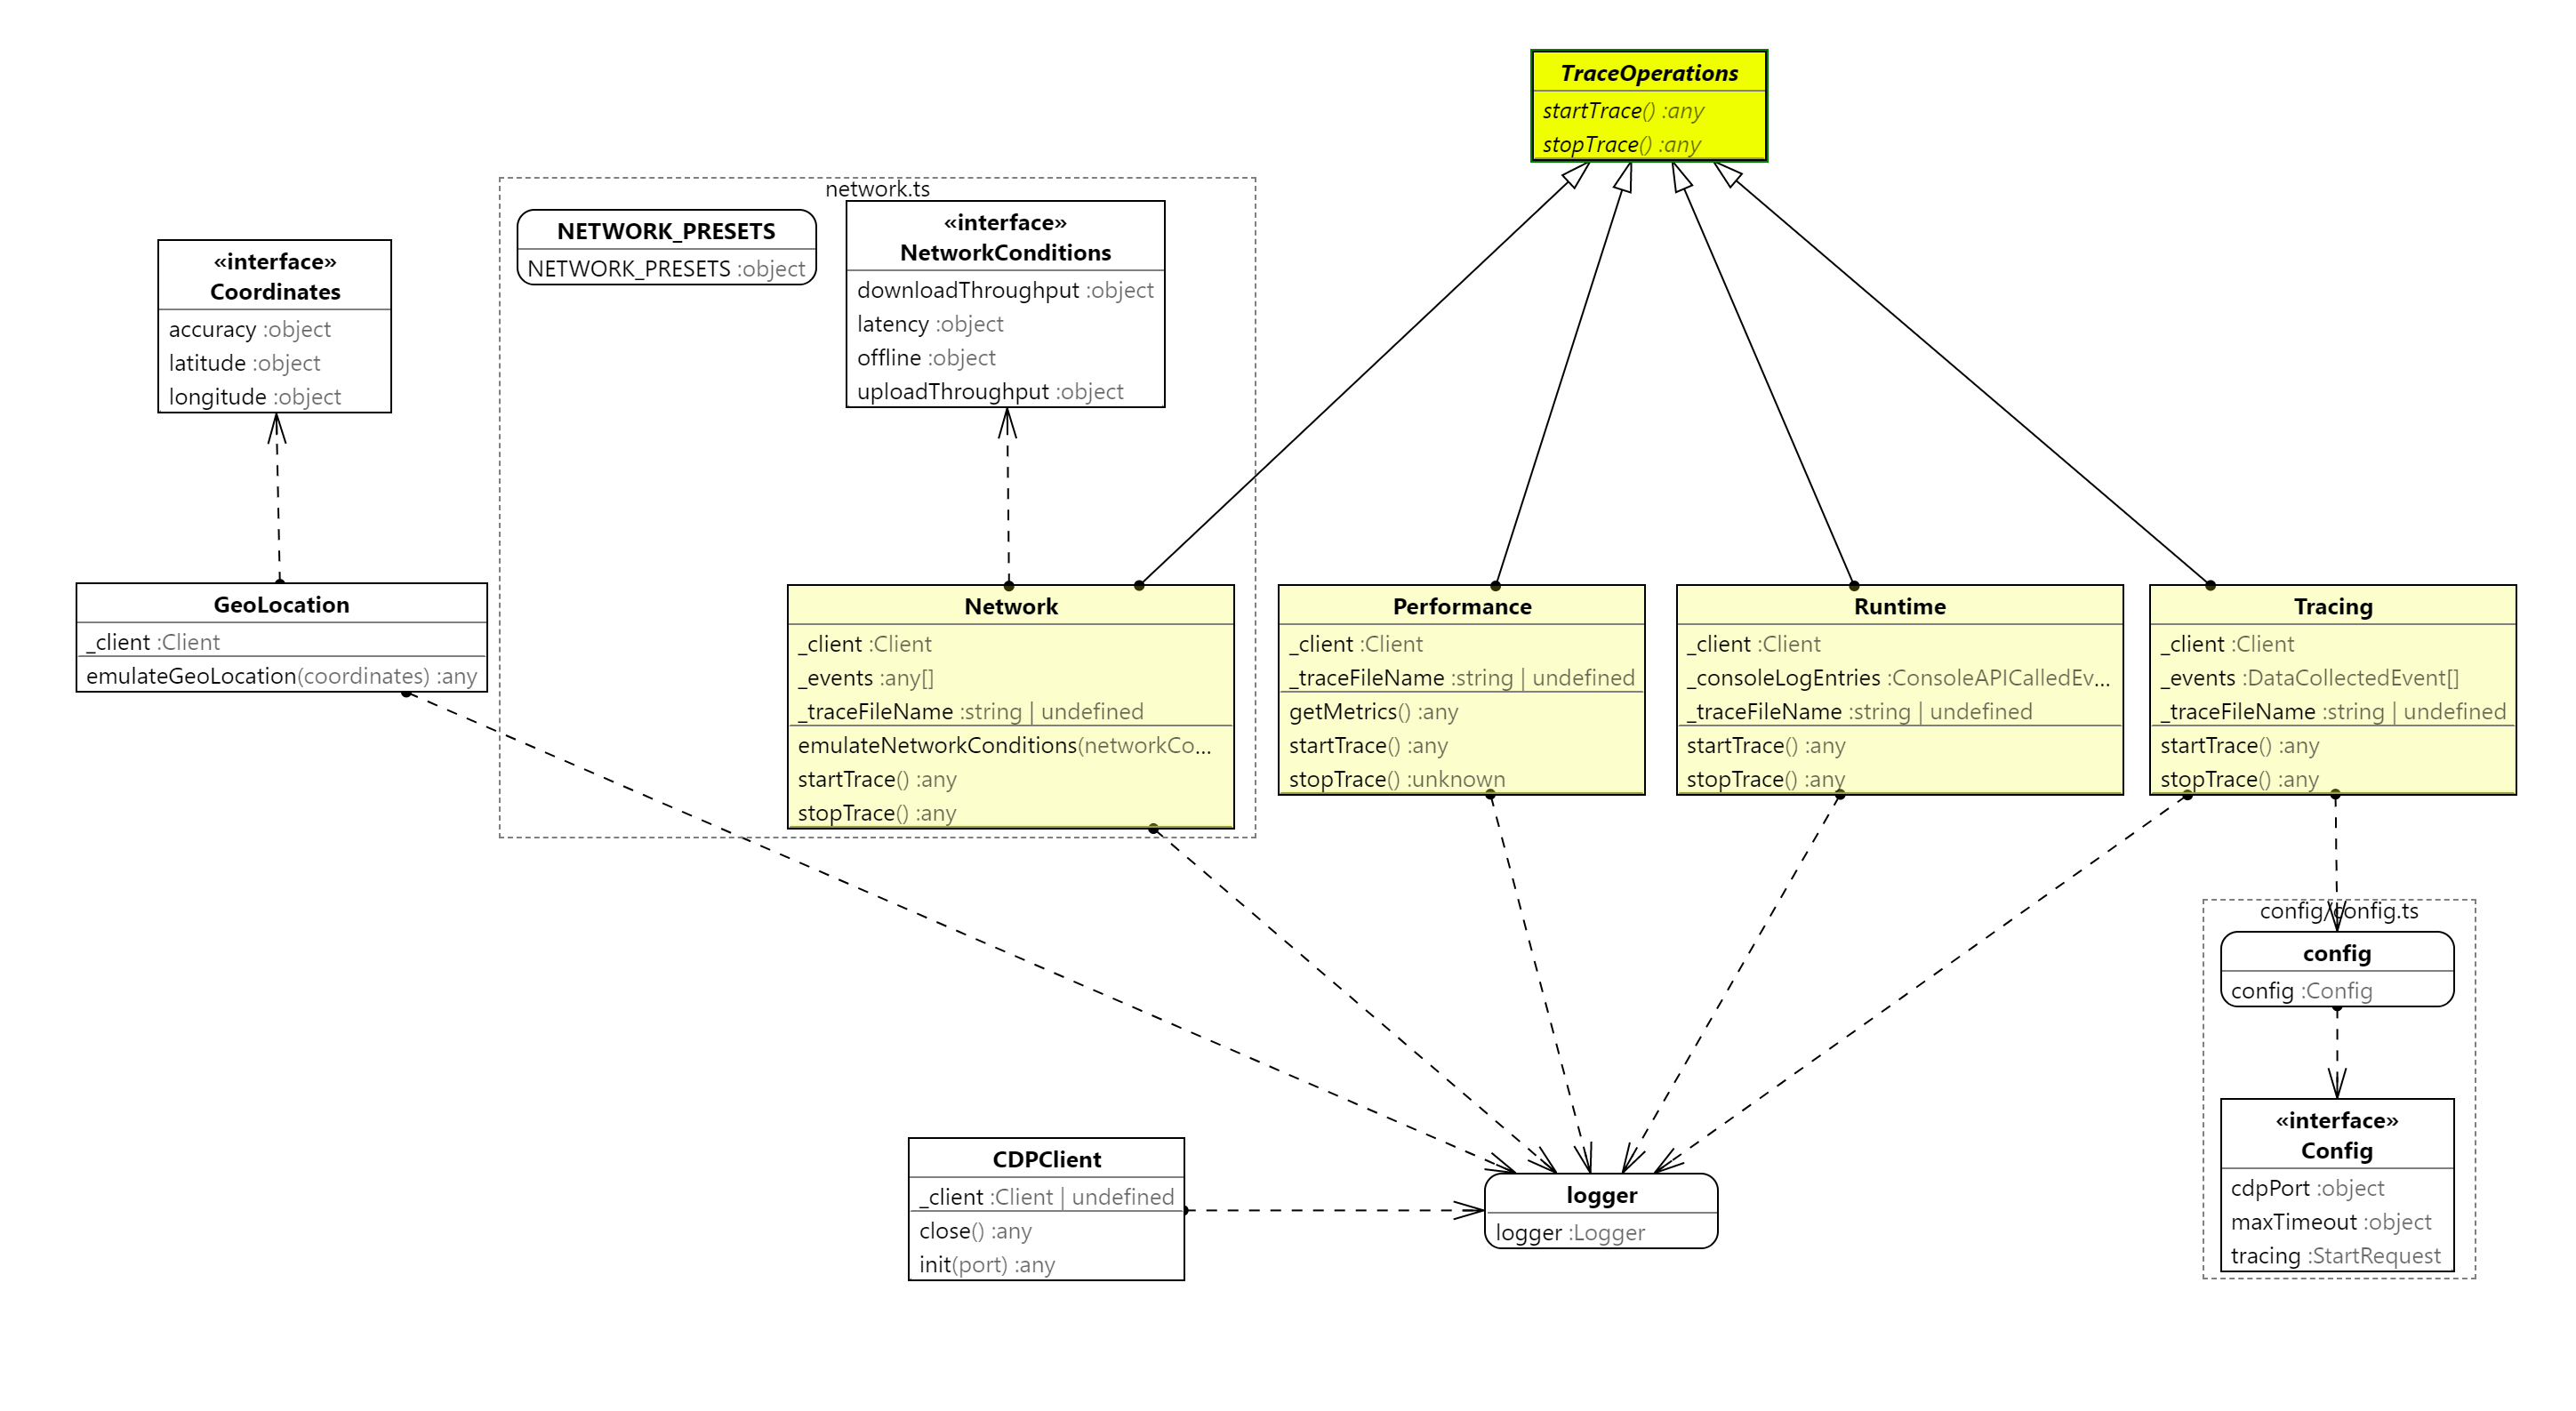 TraceOperations
startTrace() :any
stopTrace() :any
network.ts
NETWORK_PRESETS
NETWORK_PRESETS :object
«interface»
NetworkConditions
downloadThroughput :object
latency :object
offline :object
uploadThroughput :object
«interface»
Coordinates
accuracy :object
latitude :object
longitude :object
GeoLocation
_client :Client
emulateGeoLocation(coordinates) :any
Network
_client :Client
_events :any[]
_traceFileName :string | undefined
emulateNetworkConditions(networkCo...
startTrace() :any
stopTrace() :any
Performance
_client :Client
_traceFileName :string | undefined
getMetrics() :any
startTrace() :any
stopTrace() :unknown
Runtime
_client :Client
_consoleLogEntries :ConsoleAPICalledEv...
_traceFileName :string | undefined
startTrace() :any
stopTrace() :any
Tracing
_client :Client
_events :DataCollectedEvent[]
_traceFileName :string | undefined
startTrace() :any
stopTrace() :any
config/config.ts
config
config :Config
«interface»
Config
cdpPort :object
maxTimeout :object
tracing :StartRequest
CDPClient
_client :Client | undefined
close() :any
init(port) :any
logger
logger :Logger